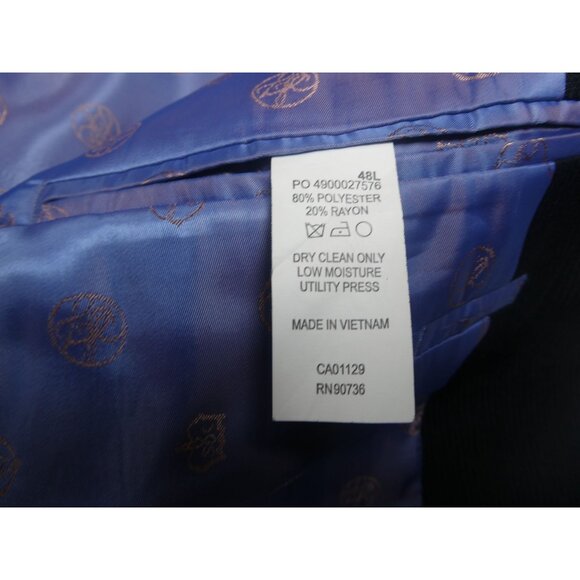 48L
PO 4900027576
80% POLYESTER
20% RAYON
DRY CLEAN ONLY
LOW MOISTURE
UTILITY PRESS
MADE IN VIETNAM
CA01129
RN90736